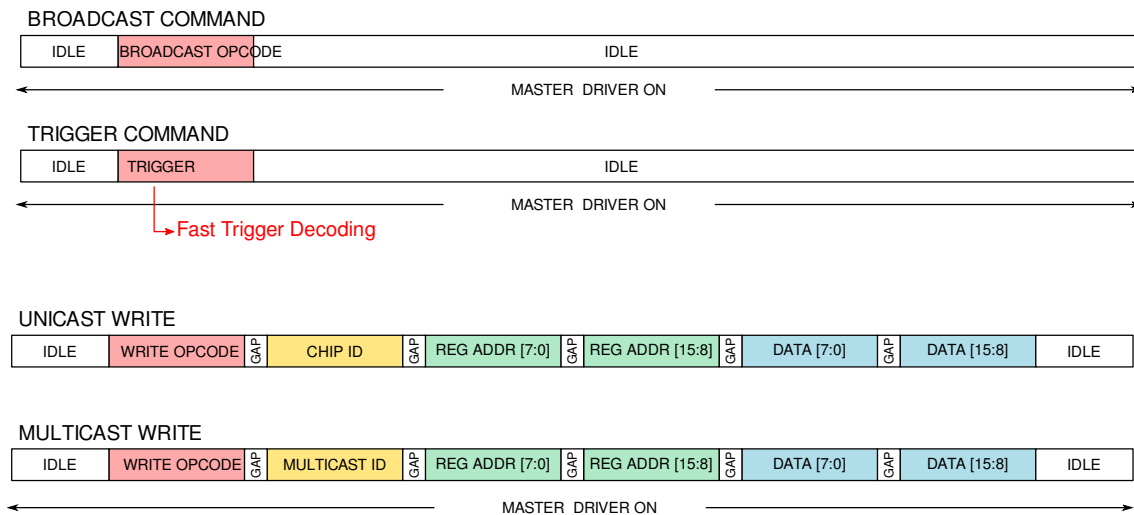 BROADCAST COMMAND
IDLE BROADCAST OPCODE IDLE
MASTER DRIVER ON
TRIGGER COMMAND
IDLE TRIGGER IDLE
MASTER DRIVER ON
Fast Trigger Decoding
UNICAST WRITE
IDLE WRITE OPCODE GAP CHIP ID GAP REG ADDR [7:0] GAP REG ADDR [15:8] GAP DATA [7:0] GAP DATA [15:8] IDLE
MULTICAST WRITE
IDLE WRITE OPCODE GAP MULTICAST ID GAP REG ADDR [7:0] GAP REG ADDR [15:8] GAP DATA [7:0] GAP DATA [15:8] IDLE
MASTER DRIVER ON